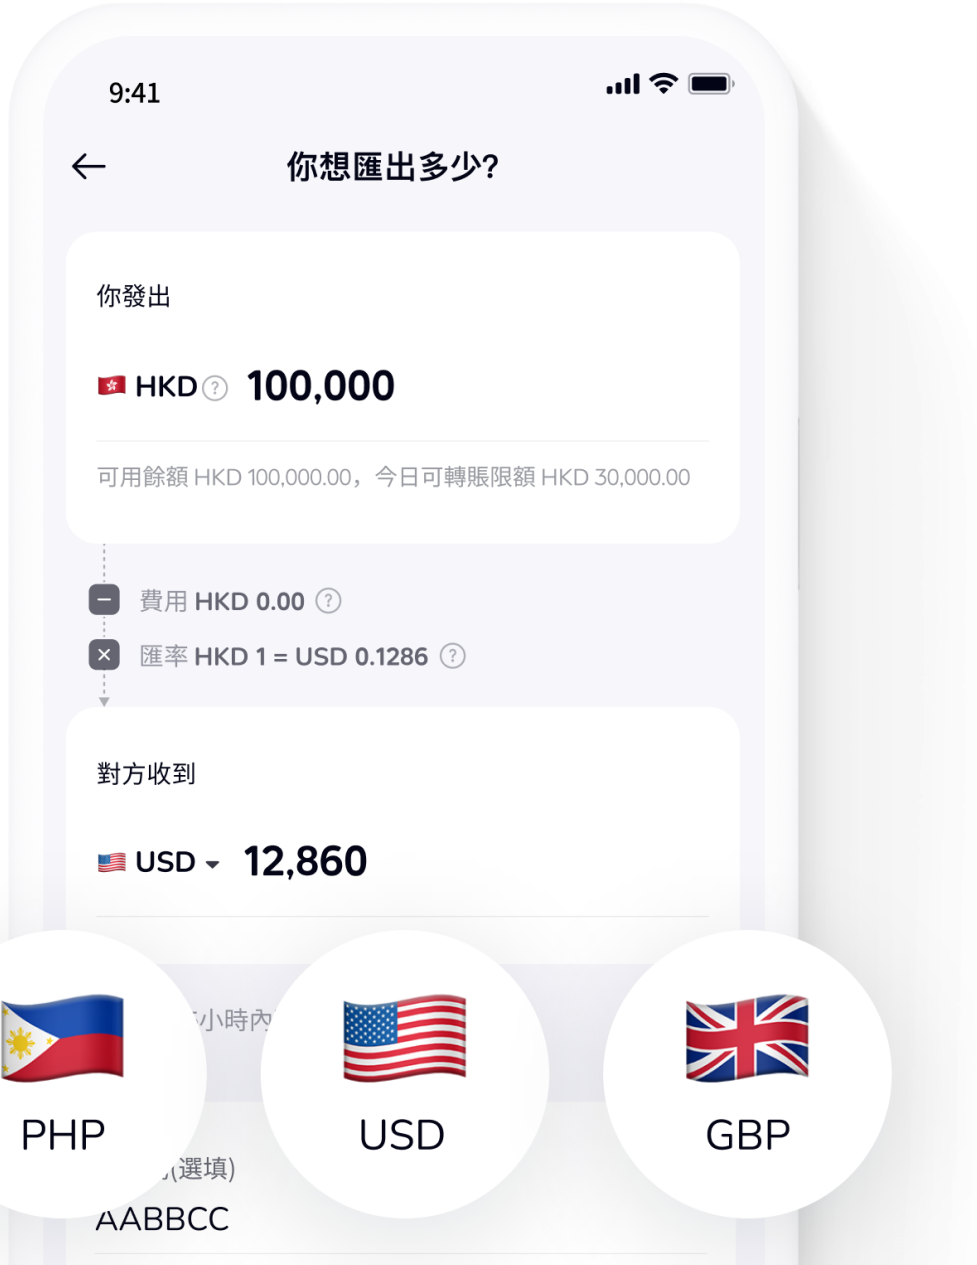 9:41
你想匯出多少?
你發出
HKD ? 100,000
可用餘額 HKD 100,000.00，今日可轉賬限額 HKD 30,000.00
費用 HKD 0.00 ?
匯率 HKD 1 = USD 0.1286 ?
對方收到
USD 12,860
小時內
PHP
USD
GBP
(選填)
AABBCC